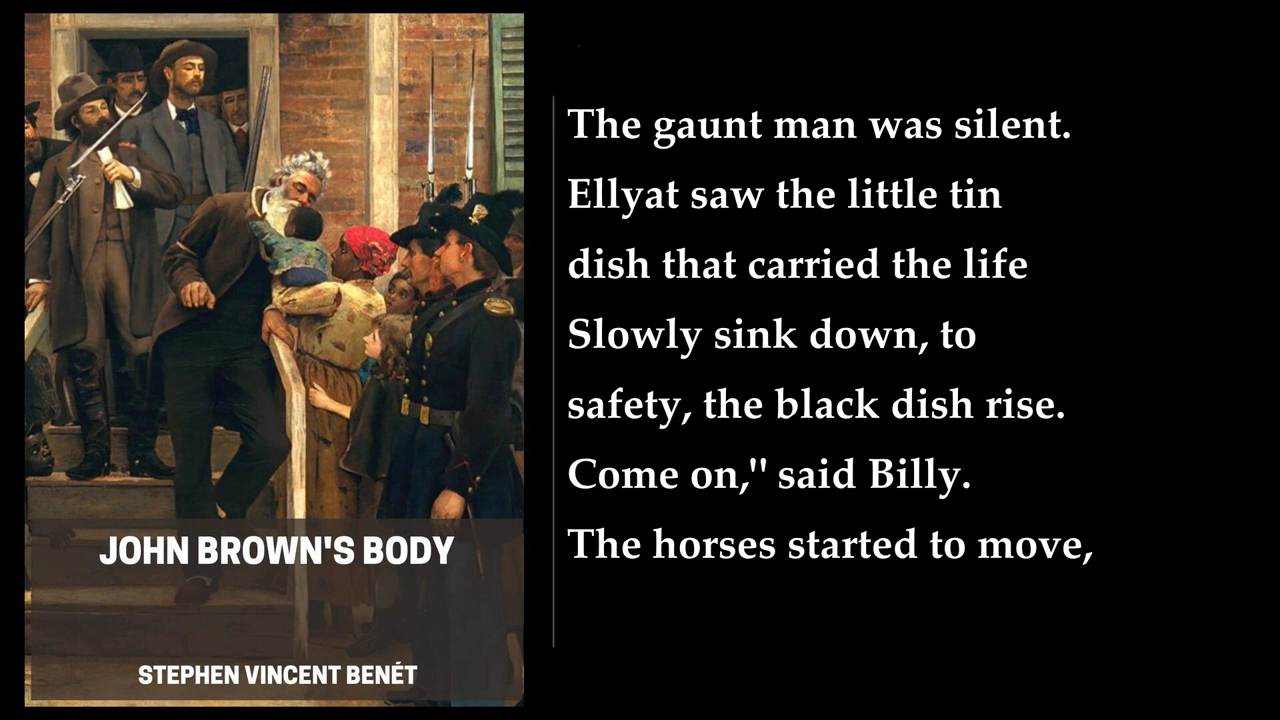 JOHN BROWN'S BODY
STEPHEN VINCENT BENÉT
The gaunt man was silent.
Ellyat saw the little tin
dish that carried the life
Slowly sink down, to
safety, the black dish rise.
Come on," said Billy.
The horses started to move,